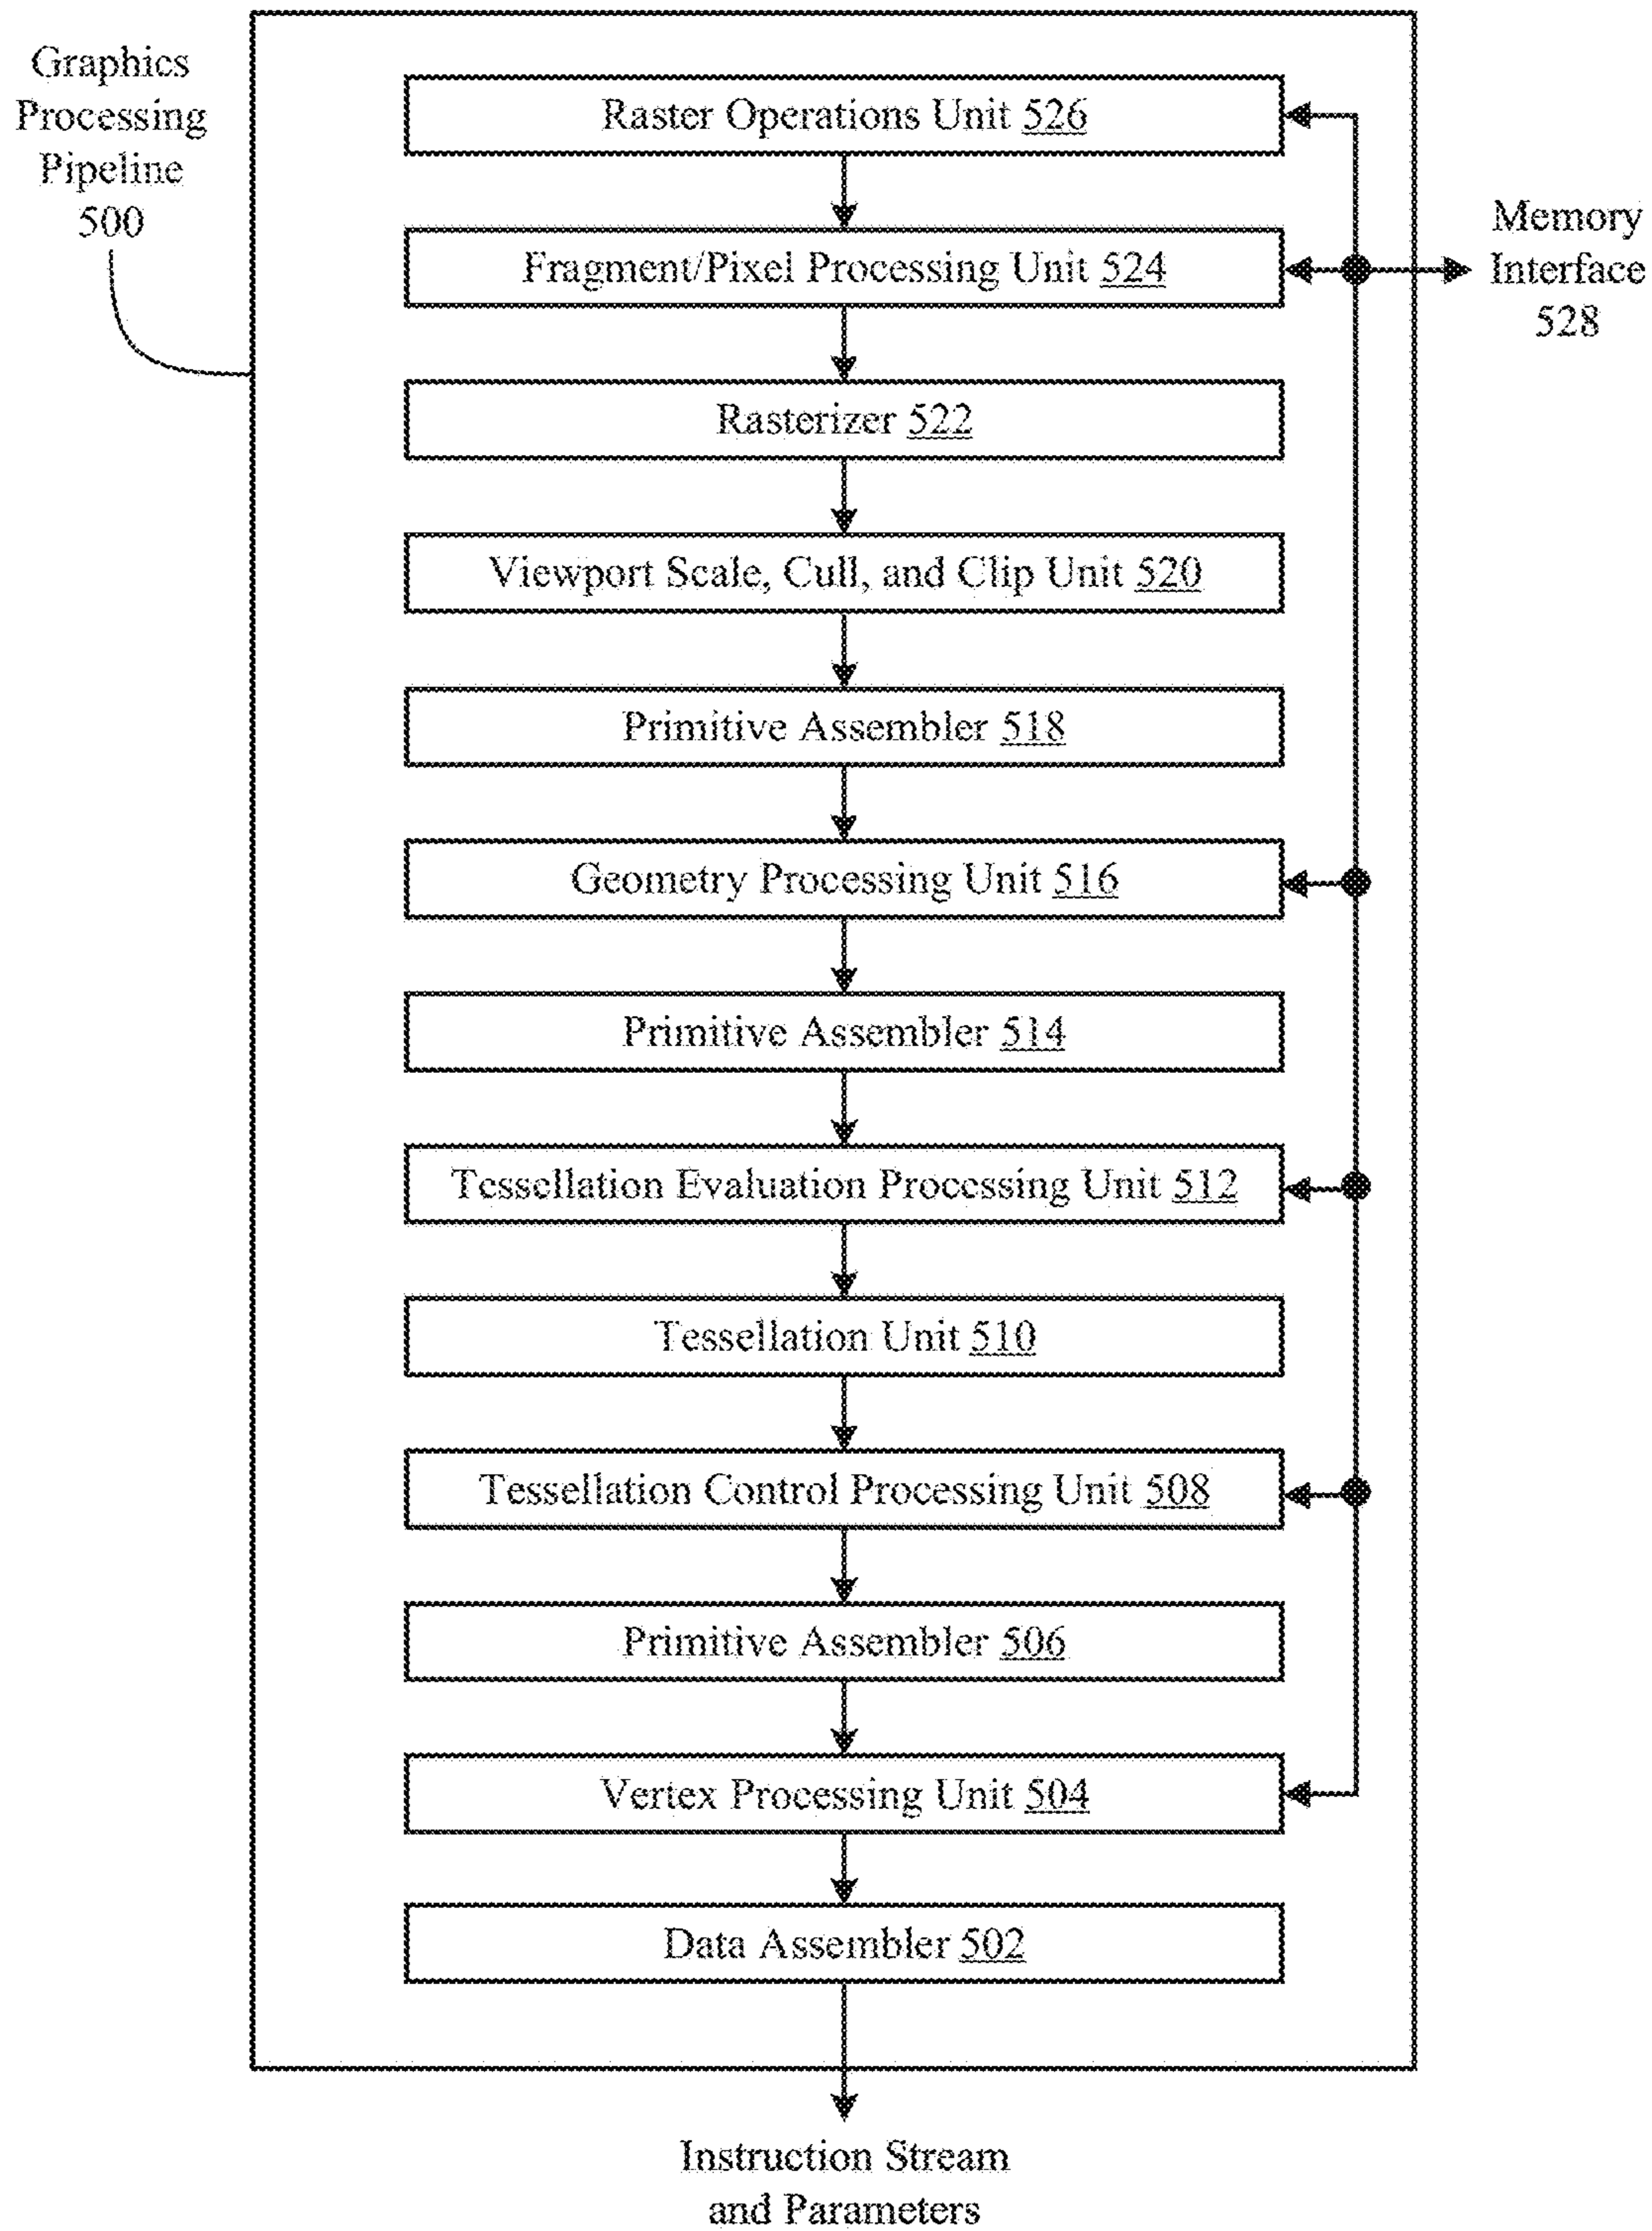 Graphics
Processing
Pipeline
500
Raster Operations Unit 526
Fragment/Pixel Processing Unit 524
Memory
Interface
528
Rasterizer 522
Viewport Scale, Cull, and Clip Unit 520
Primitive Assembler 518
Geometry Processing Unit 516
Primitive Assembler 514
Tessellation Evaluation Processing Unit 512
Tessellation Unit 510
Tessellation Control Processing Unit 508
Primitive Assembler 506
Vertex Processing Unit 504
Data Assembler 502
Instruction Stream
and Parameters